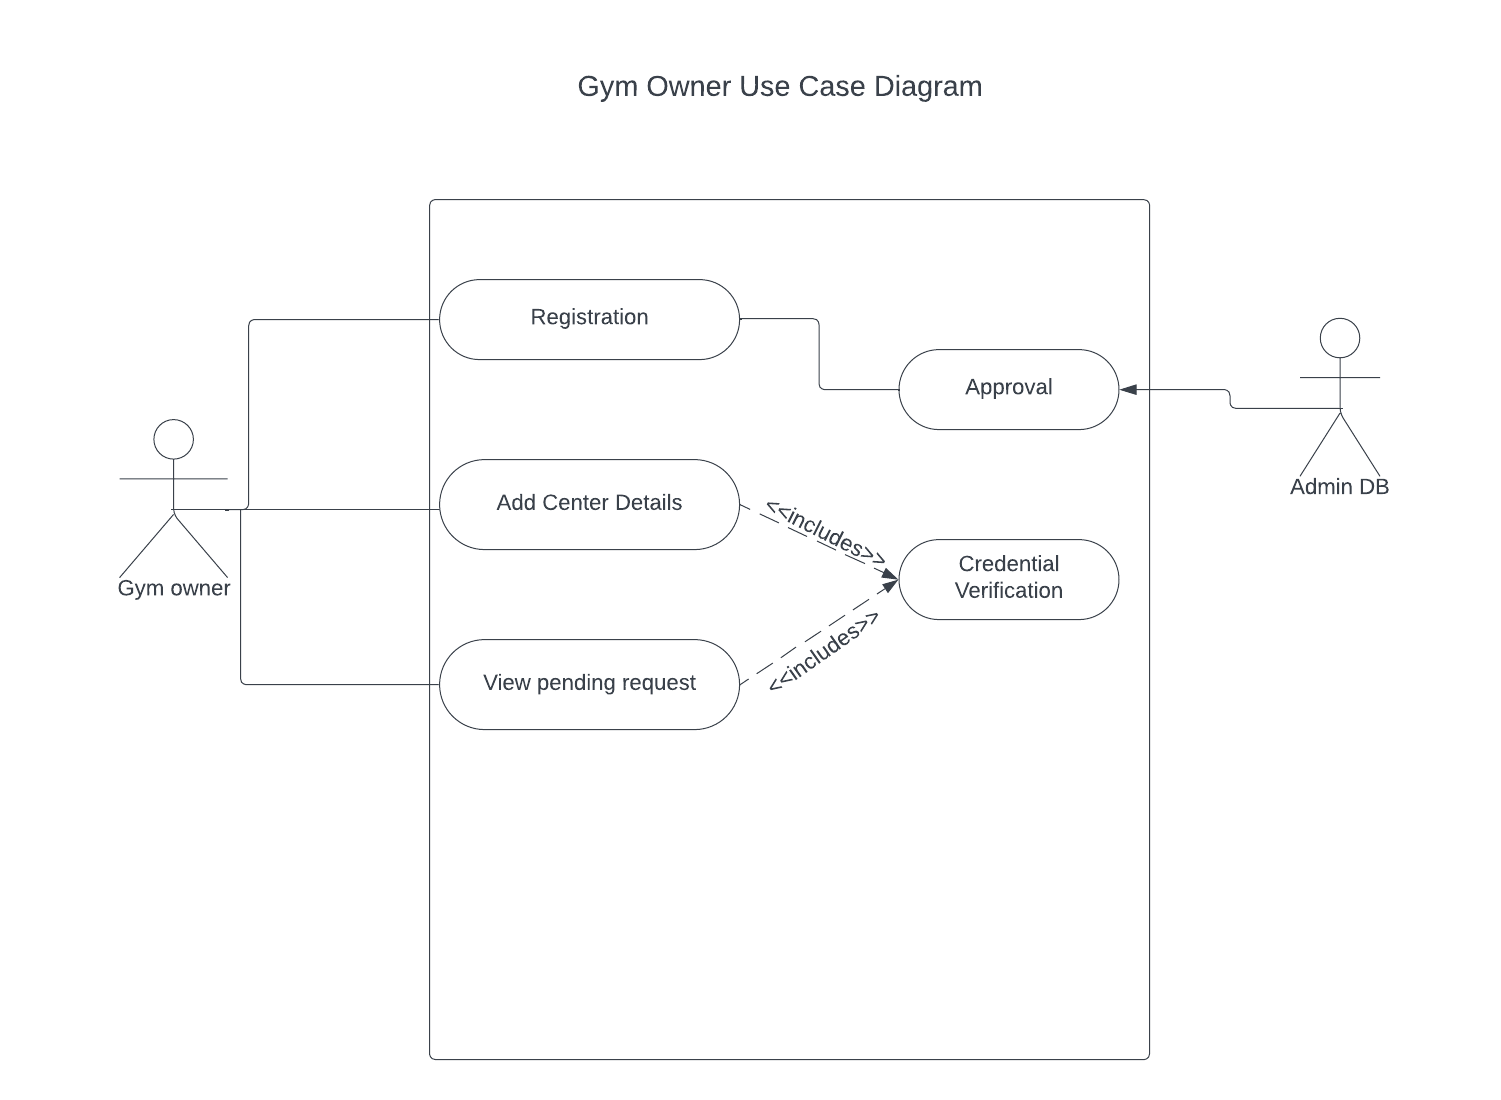 Gym Owner Use Case Diagram
Registration
Approval
Admin DB
Add Center Details
<<includes>>
Credential
Verification
Gym owner
<<includes>>
View pending request